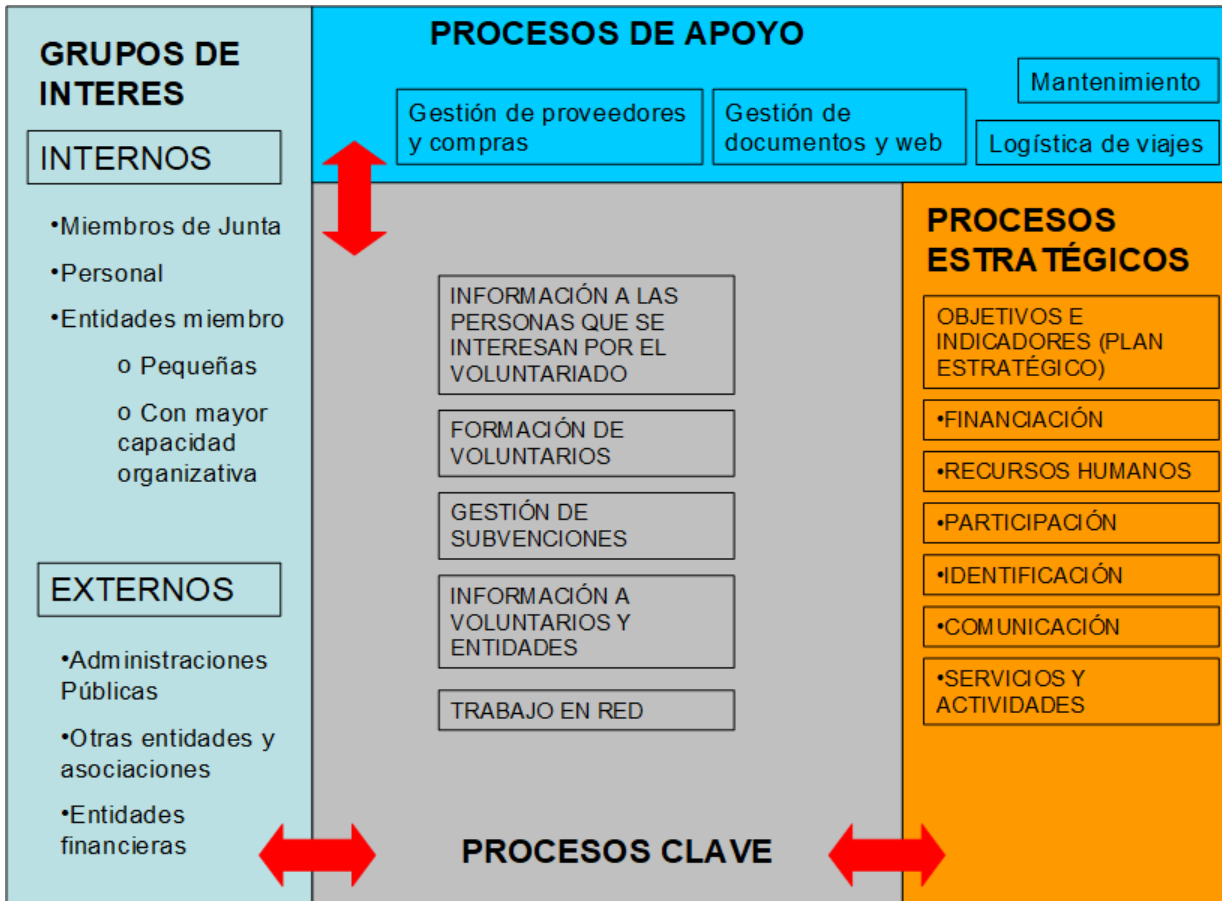 GRUPOS DE
INTERES
INTERNOS
•Miembros de Junta
•Personal
•Entidades miembro
o Pequeñas
o Con mayor
capacidad
organizativa
EXTERNOS
•Administraciones
Públicas
•Otras entidades y
asociaciones
•Entidades
financieras
PROCESOS DE APOYO
Gestión de proveedores
y compras
Gestión de
documentos y web
Mantenimiento
Logística de viajes
INFORMACIÓN A LAS
PERSONAS QUE SE
INTERESAN POR EL
VOLUNTARIADO
FORMACIÓN DE
VOLUNTARIOS
GESTIÓN DE
SUBVENCIONES
INFORMACIÓN A
VOLUNTARIOS Y
ENTIDADES
TRABAJO EN RED
PROCESOS CLAVE
PROCESOS
ESTRATÉGICOS
OBJETIVOS E
INDICADORES (PLAN
ESTRATÉGICO)
•FINANCIACIÓN
•RECURSOS HUMANOS
•PARTICIPACIÓN
•IDENTIFICACIÓN
•COMUNICACIÓN
•SERVICIOS Y
ACTIVIDADES